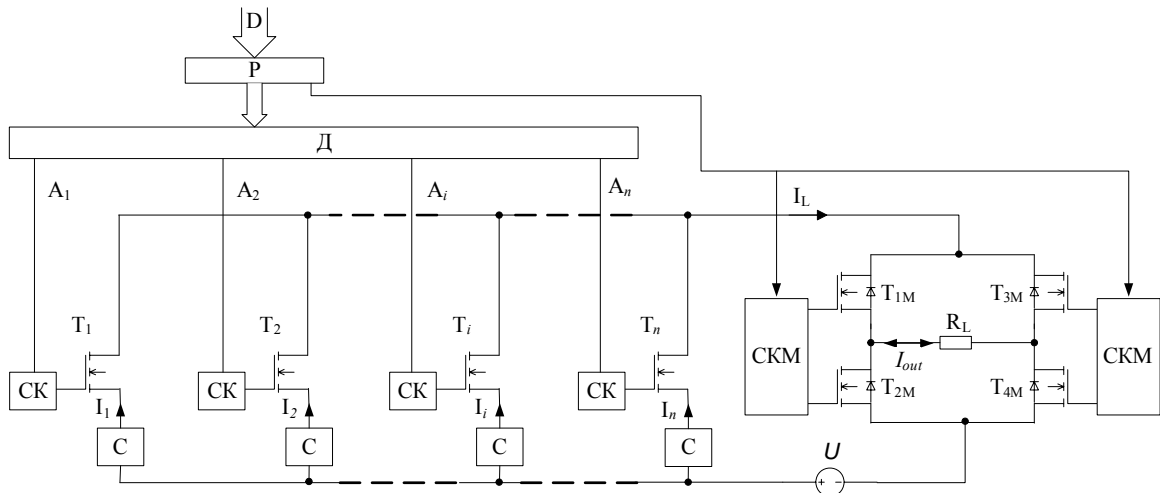 D
P
Д
A1 A2 Ai An
IL
T1 T2 Ti Tn
T1M T3M
RL
Iout
СКМ СКМ
СК СК СК СК
T2M T4M
I1 I2 Ii In
С С С С
U
+ -